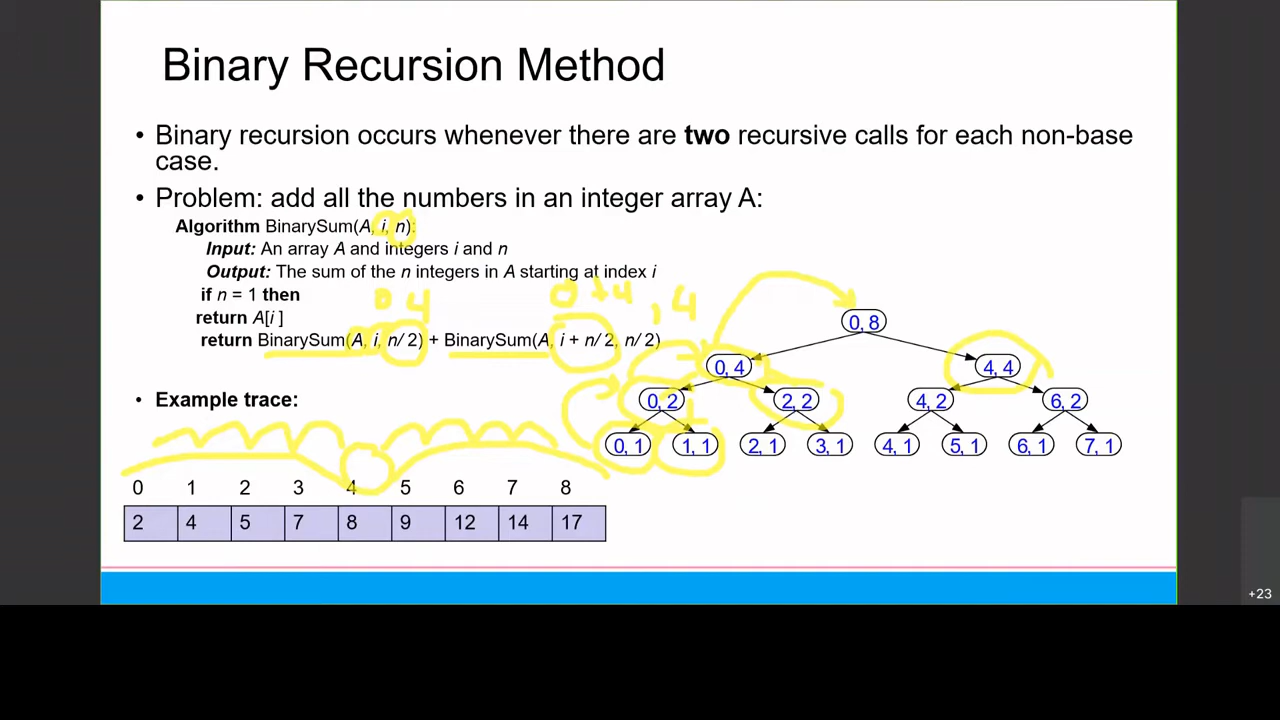 Binary Recursion Method
• Binary recursion occurs whenever there are two recursive calls for each non-base
case.
• Problem: add all the numbers in an integer array A:
Algorithm BinarySum(A, i, n):
Input: An array A and integers i and n
Output: The sum of the n integers in A starting at index i
if n = 1 then
return A[i ]
0 4 0 +4 , 4
return BinarySum(A, i, n/ 2) + BinarySum(A, i + n/ 2, n/ 2)
• Example trace:
0, 8
0, 4 4, 4
0, 2 2, 2 4, 2 6, 2
0, 1 1, 1 2, 1 3, 1 4, 1 5, 1 6, 1 7, 1
0 1 2 3 4 5 6 7 8
2 4 5 7 8 9 12 14 17
+23